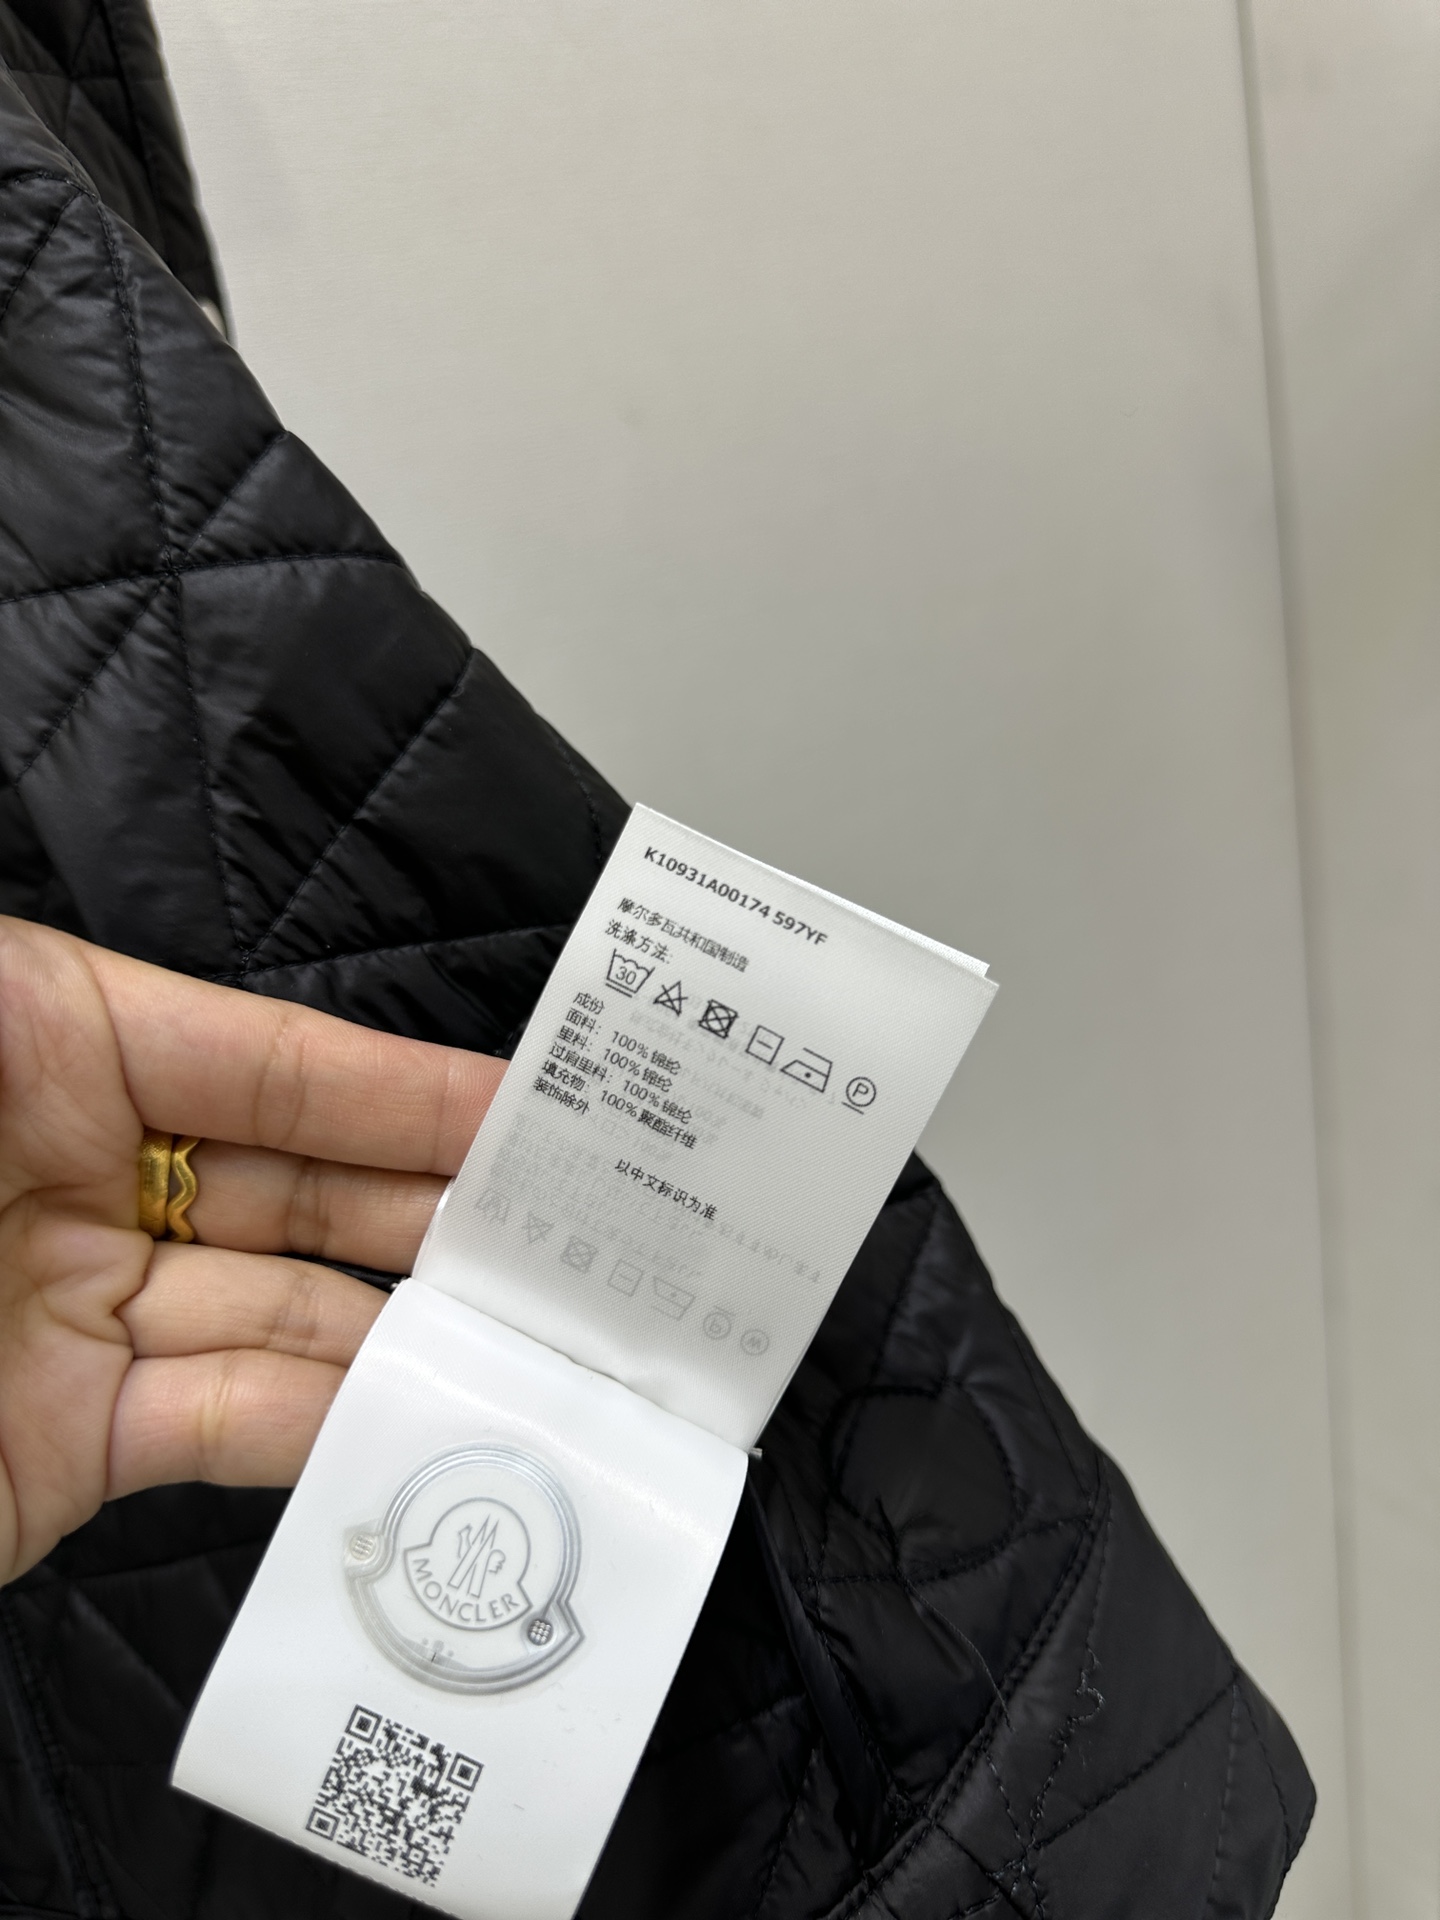 K10931A00174 597YF
摩尔多瓦共和国制造
洗涤方法:
30
P
成份
面料: 100% 锦纶
里料: 100% 锦纶
过肩里料: 100% 锦纶
填充物: 100% 聚酯纤维
装饰除外
以中文标识为准
MONCLER